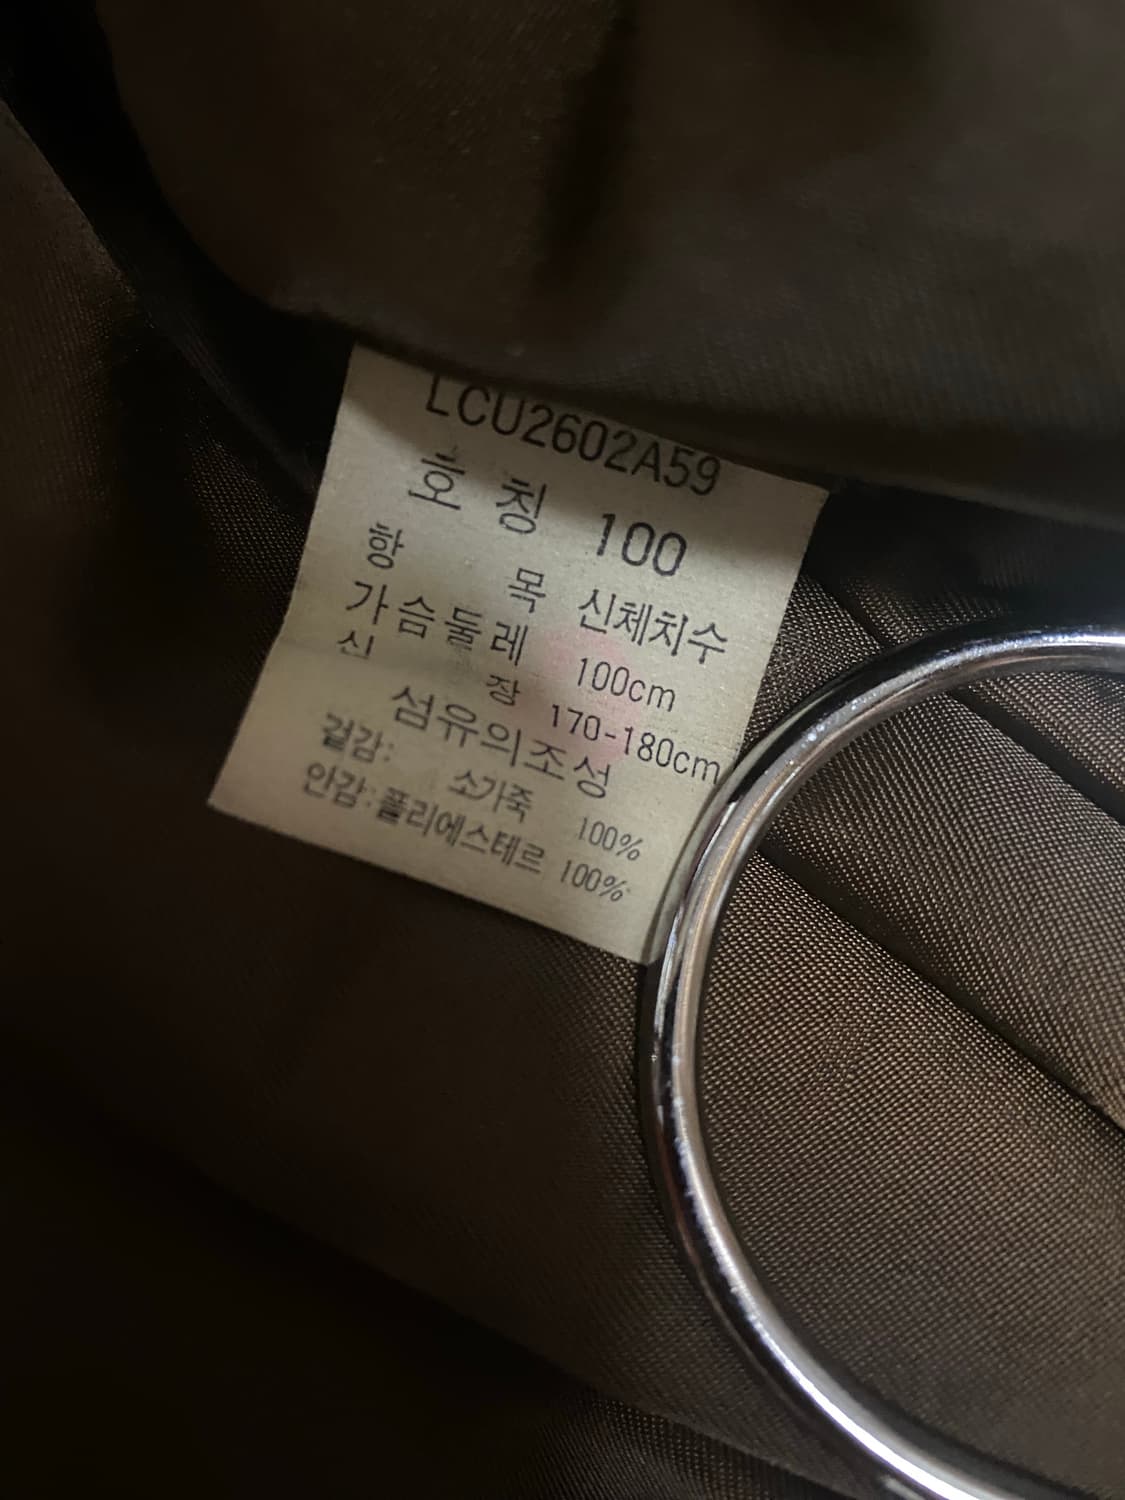 LCU2602A59
호 칭 100
항 목 신체치수
가슴둘레 100cm
신 장 170-180cm
섬유의조성
겉감: 소가죽 100%
안감:폴리에스테르 100%